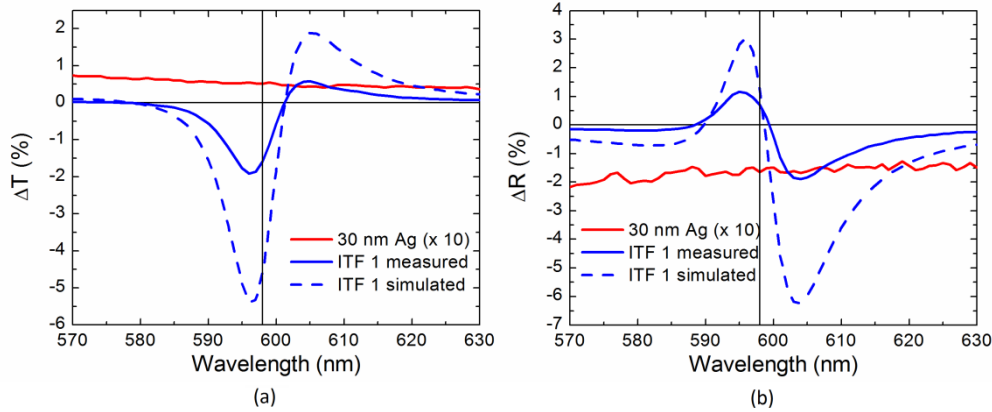 ΔT (%)
2
1
0
-1
-2
-3
-4
-5
-6
30 nm Ag (x 10)
ITF 1 measured
ITF 1 simulated
570 580 590 600 610 620 630
Wavelength (nm)
(a)
ΔR (%)
4
3
2
1
0
-1
-2
-3
-4
-5
-6
-7
30 nm Ag (x 10)
ITF 1 measured
ITF 1 simulated
570 580 590 600 610 620 630
Wavelength (nm)
(b)